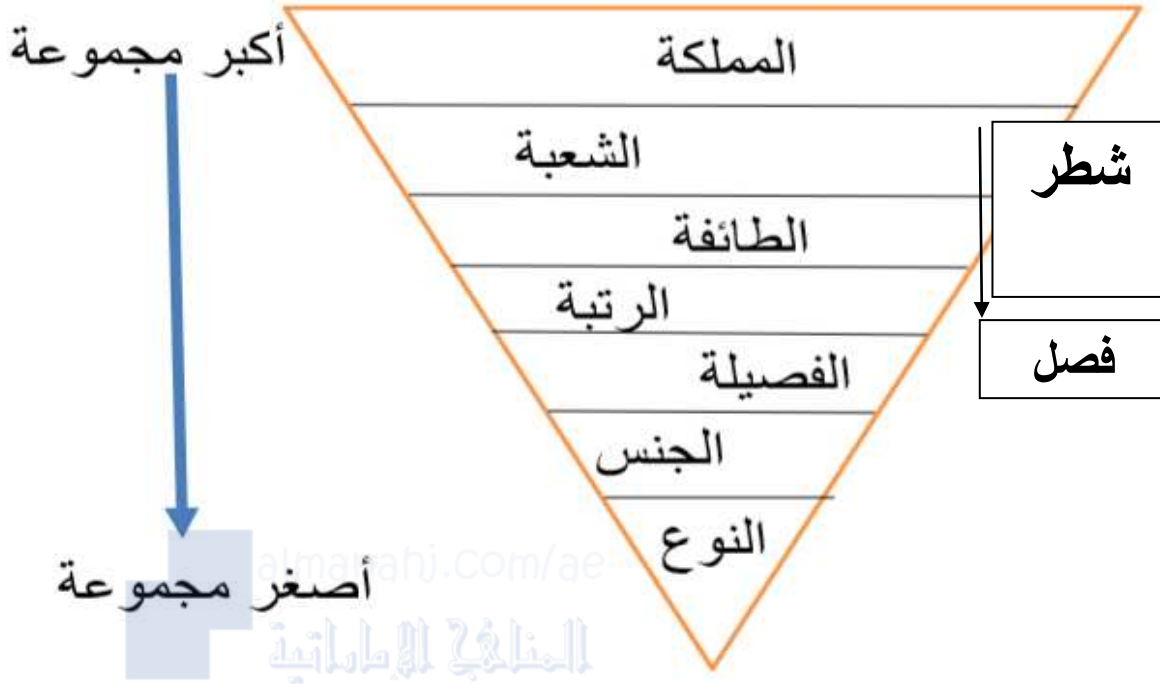 أكبر مجموعة
المملكة
الشعبة
شطر
الطائفة
الرتبة
الفصيلة
فصل
الجنس
النوع
أصغر مجموعة
almanahj.com/ae
المناهج الإماراتية